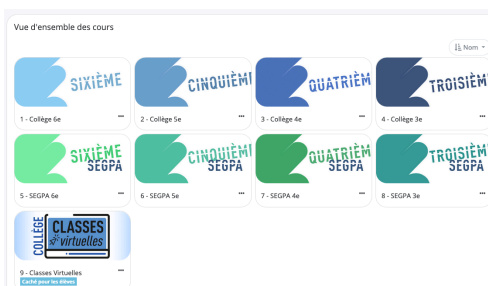 Vue d'ensemble des cours
Nom
SIXIÈME
CINQUIÈME
QUATRIÈM
TROISIÈM
1 - Collège 6e
2 - Collège 5e
3 - Collège 4e
4 - Collège 3e
SIXIÈME
SEGPA
CINQUIÈME
SEGPA
QUATRIÈM
SEGPA
TROISIÈM
SEGPA
5 - SEGPA 6e
6 - SEGPA 5e
7 - SEGPA 4e
8 - SEGPA 3e
COLLÈGE
CLASSES
virtuelles
9 - Classes Virtuelles
Caché pour les élèves